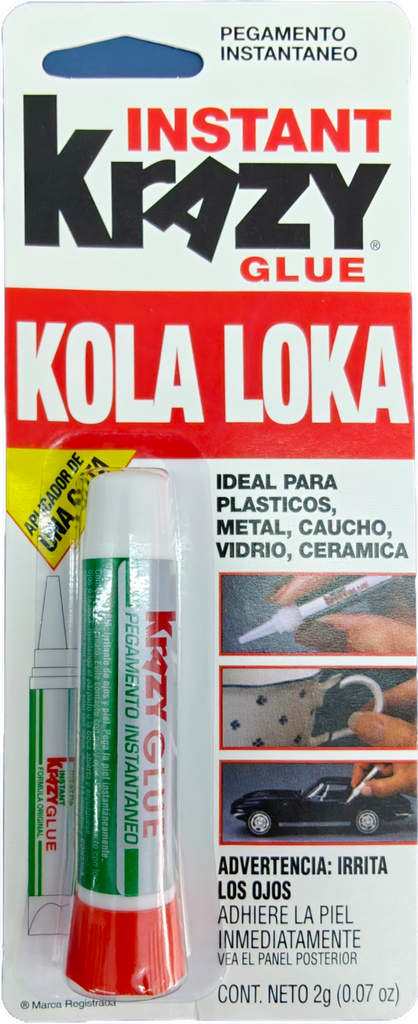 PEGAMENTO
INSTANTANEO
INSTANT
KRAZY®
GLUE
KOLA LOKA
APLICADOR DE
UNA GOTA
IDEAL PARA
PLASTICOS,
METAL, CAUCHO,
VIDRIO, CERAMICA
KRAZY GLUE
PEGAMENTO INSTANTANEO
INSTANT
KRAZY GLUE
FORMULA ORIGINAL
ADVERTENCIA: IRRITA
LOS OJOS
ADHIERE LA PIEL
INMEDIATAMENTE
VEA EL PANEL POSTERIOR
CONT. NETO 2g (0.07 oz)
® Marca Registrada